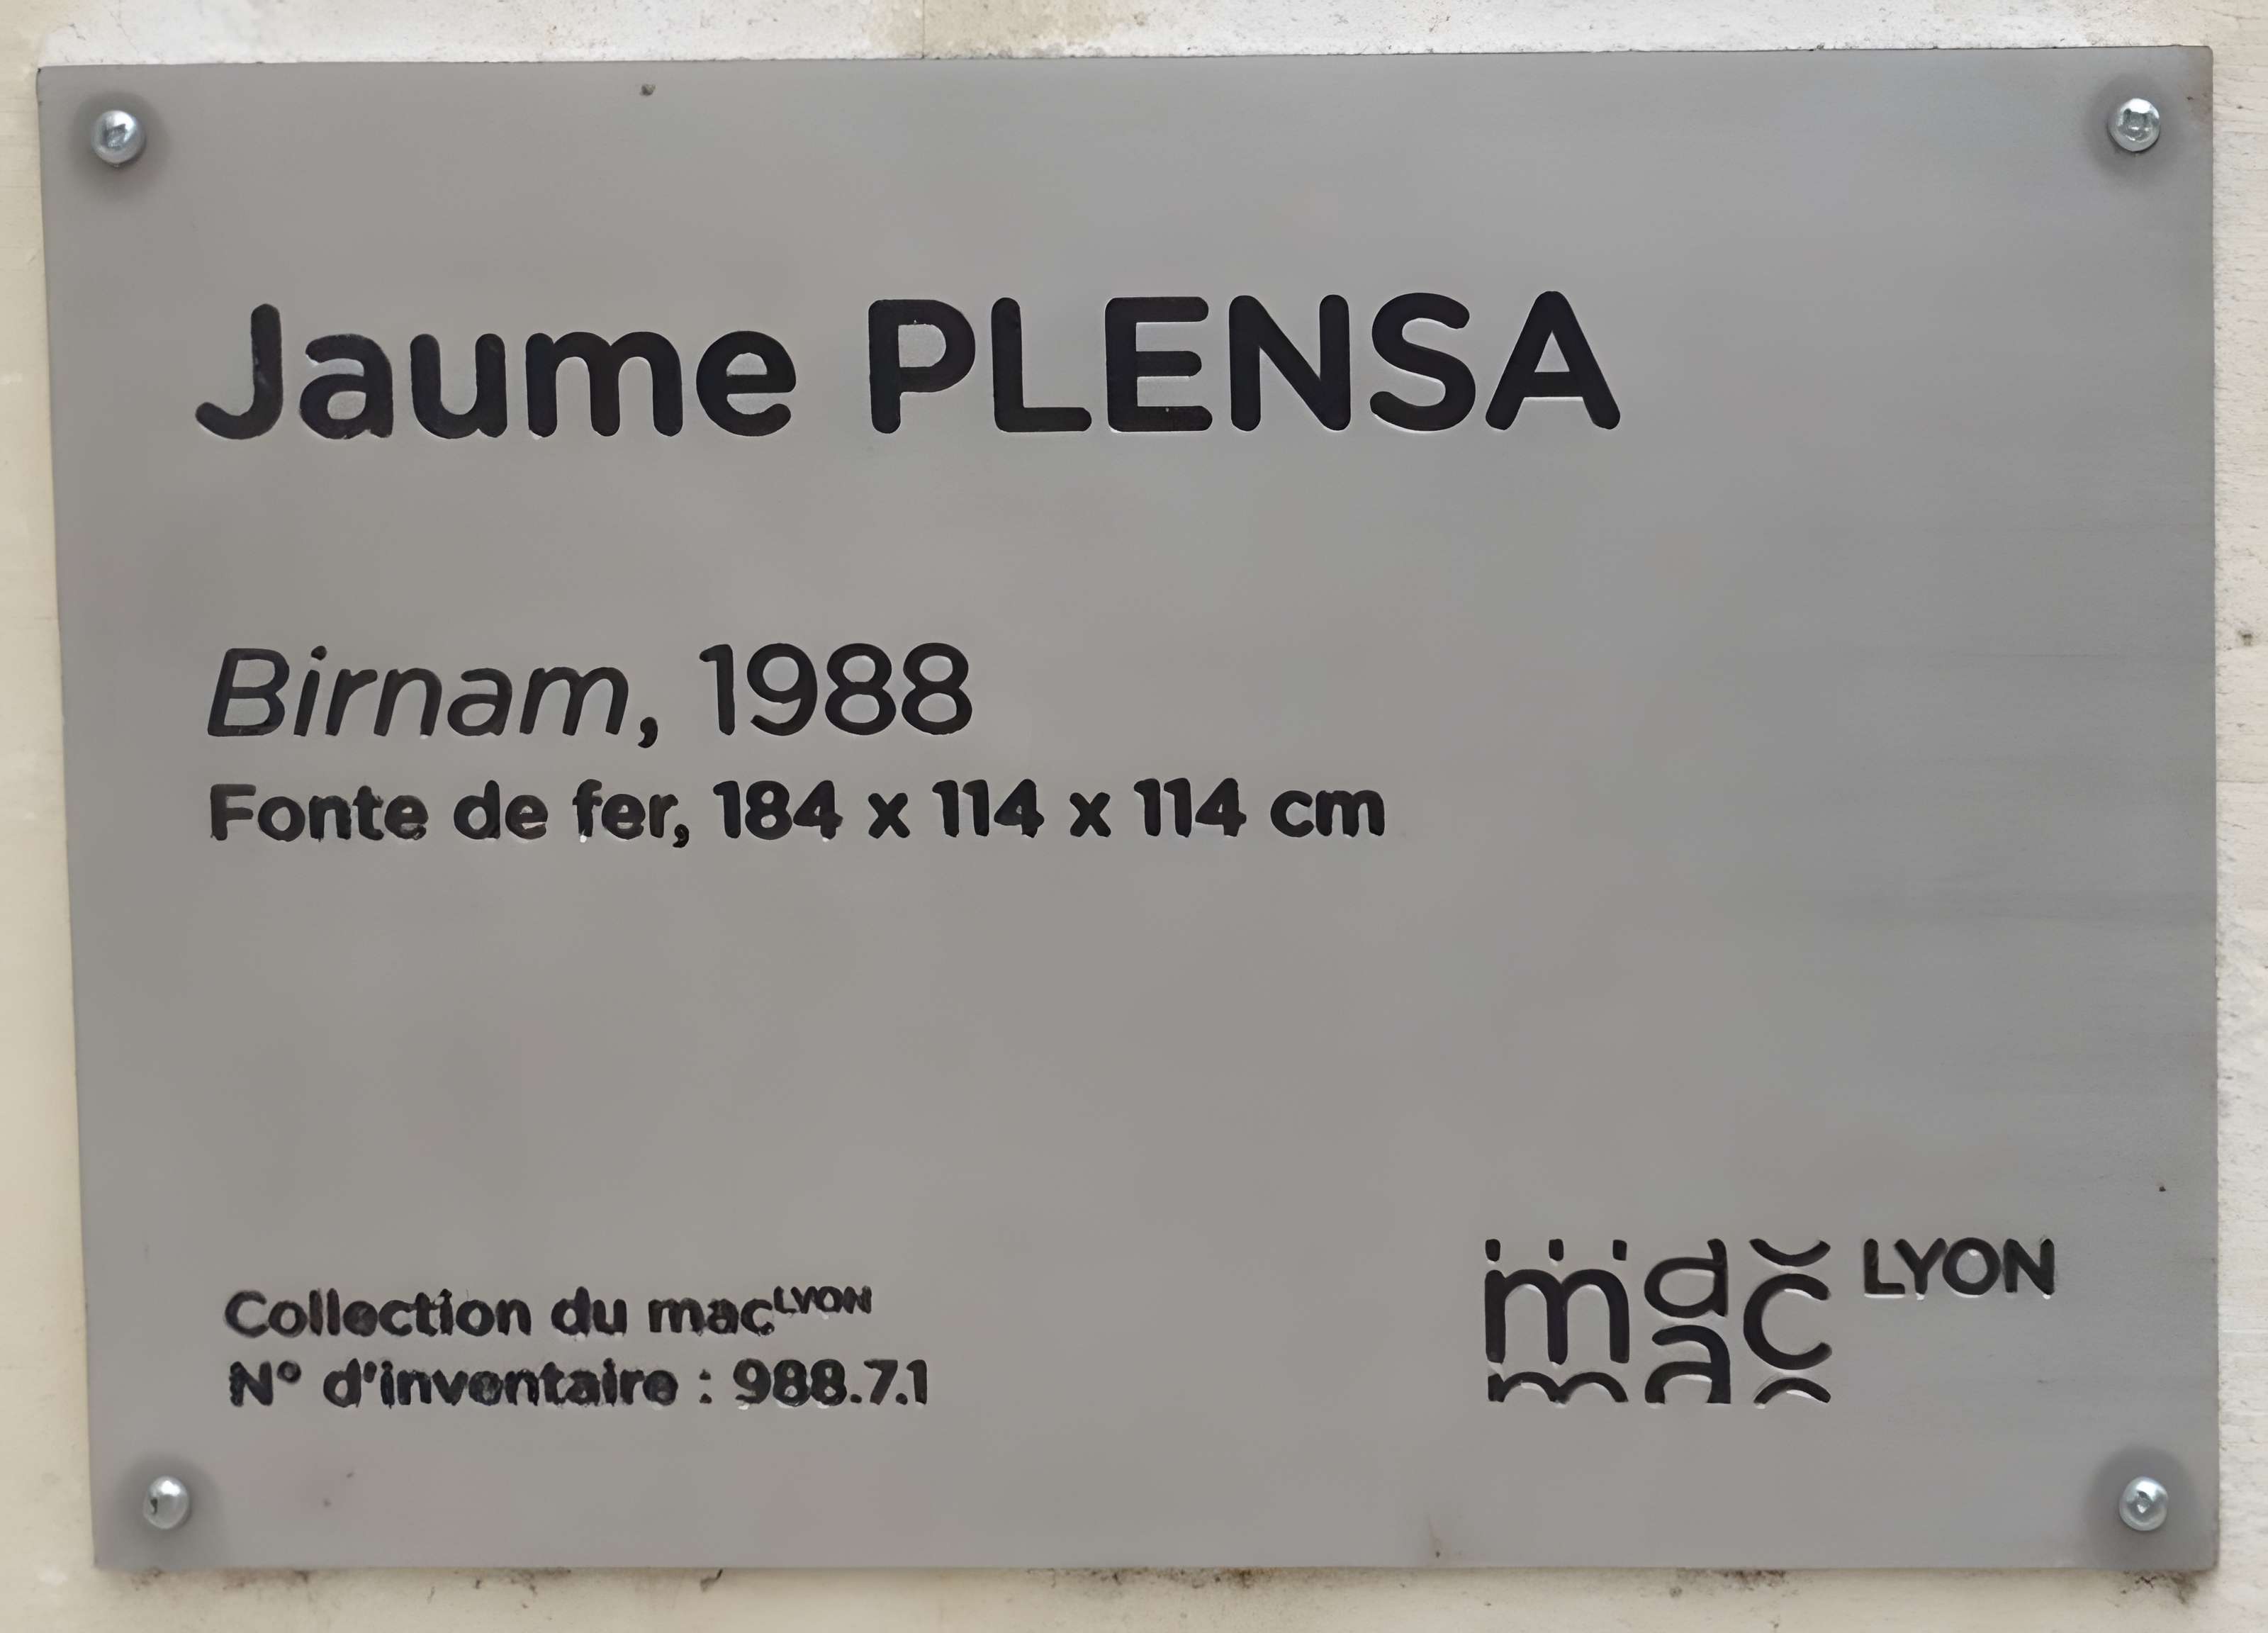 Jaume PLENSA
Birnam, 1988
Fonte de fer, 184 x 114 x 114 cm
Collection du macLYON
N° d'inventaire : 988.7.1
mac LYON